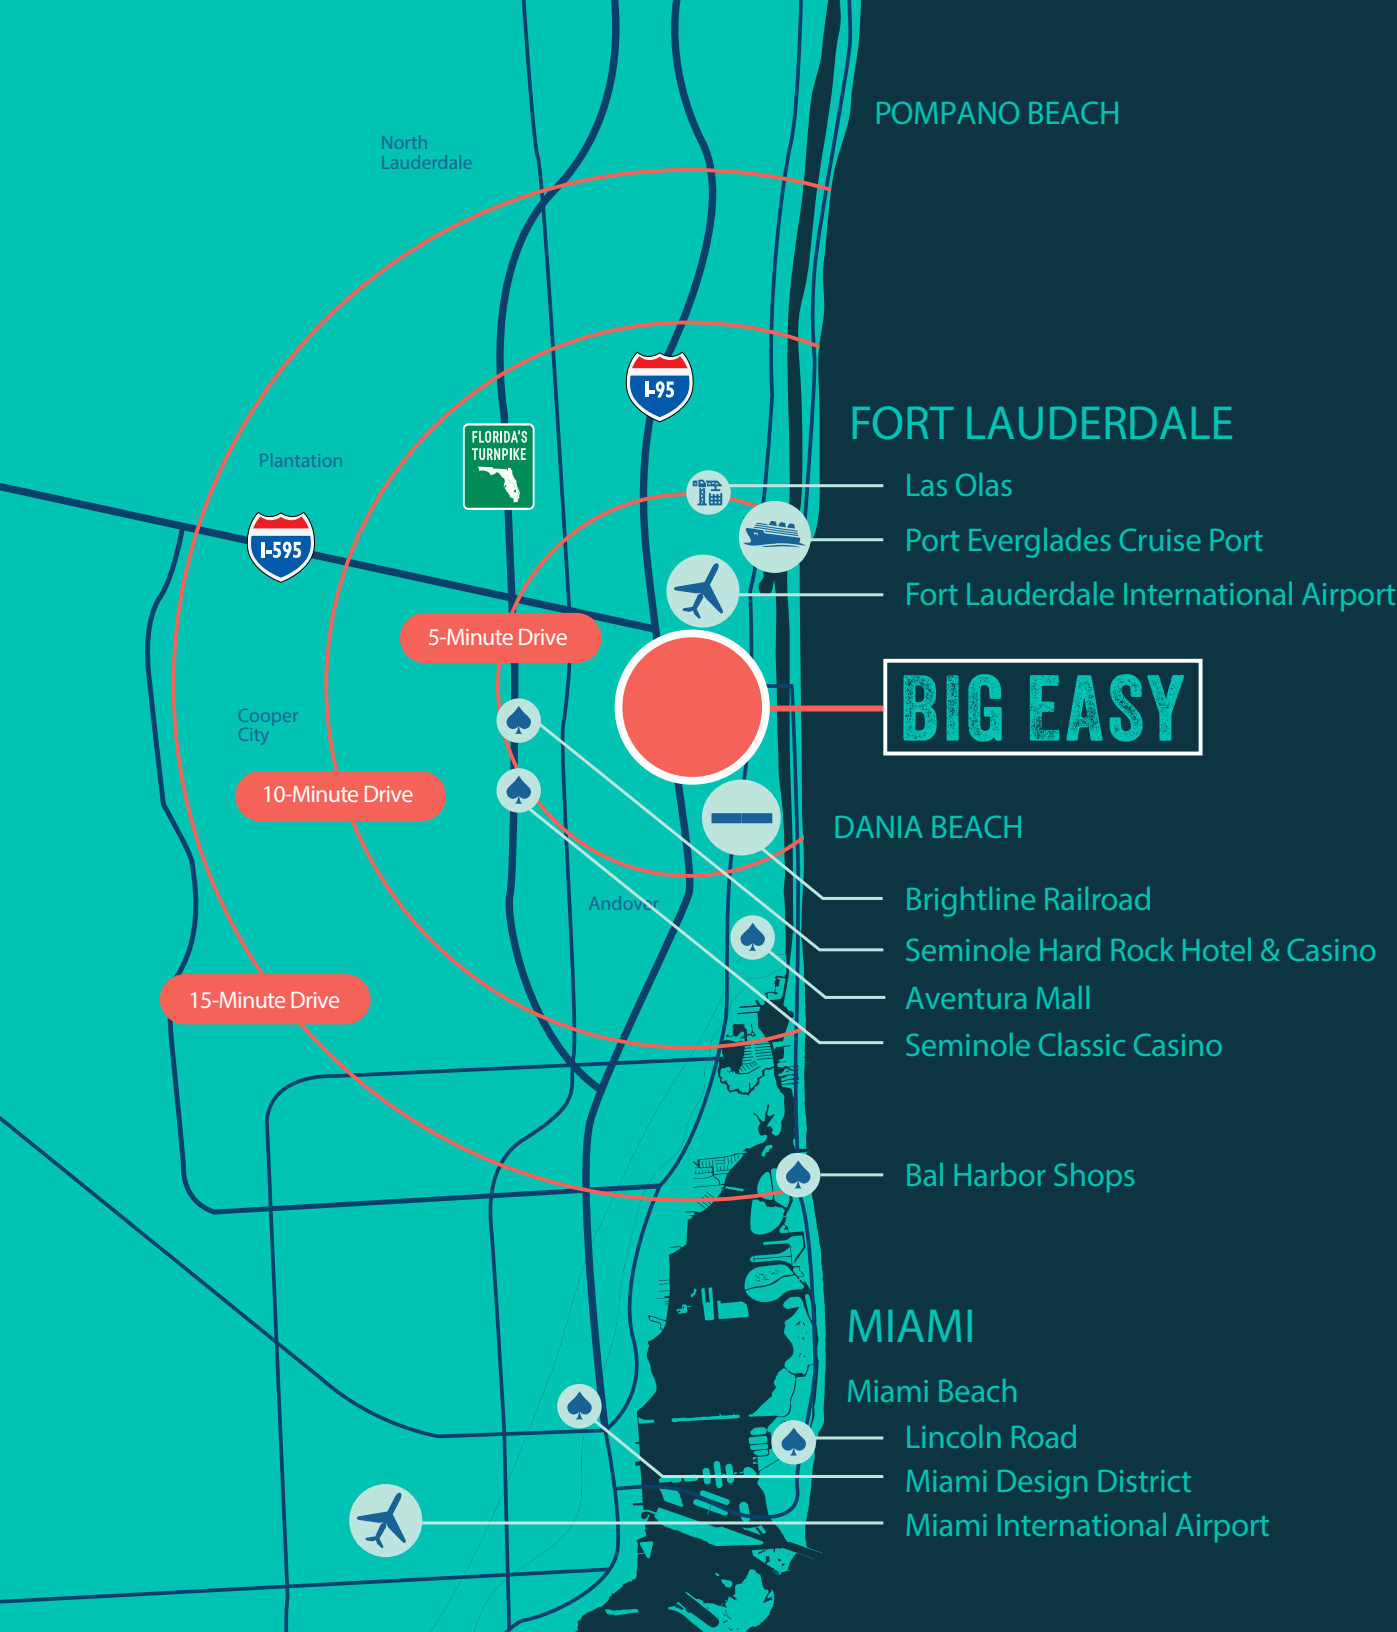 POMPANO BEACH
North
Lauderdale
I-95
FORT LAUDERDALE
FLORIDA'S
TURNPIKE
Plantation
Las Olas
I-595
Port Everglades Cruise Port
Fort Lauderdale International Airport
5-Minute Drive
BIG EASY
Cooper
City
10-Minute Drive
DANIA BEACH
Andover
Brightline Railroad
Seminole Hard Rock Hotel & Casino
Aventura Mall
15-Minute Drive
Seminole Classic Casino
Bal Harbor Shops
MIAMI
Miami Beach
Lincoln Road
Miami Design District
Miami International Airport